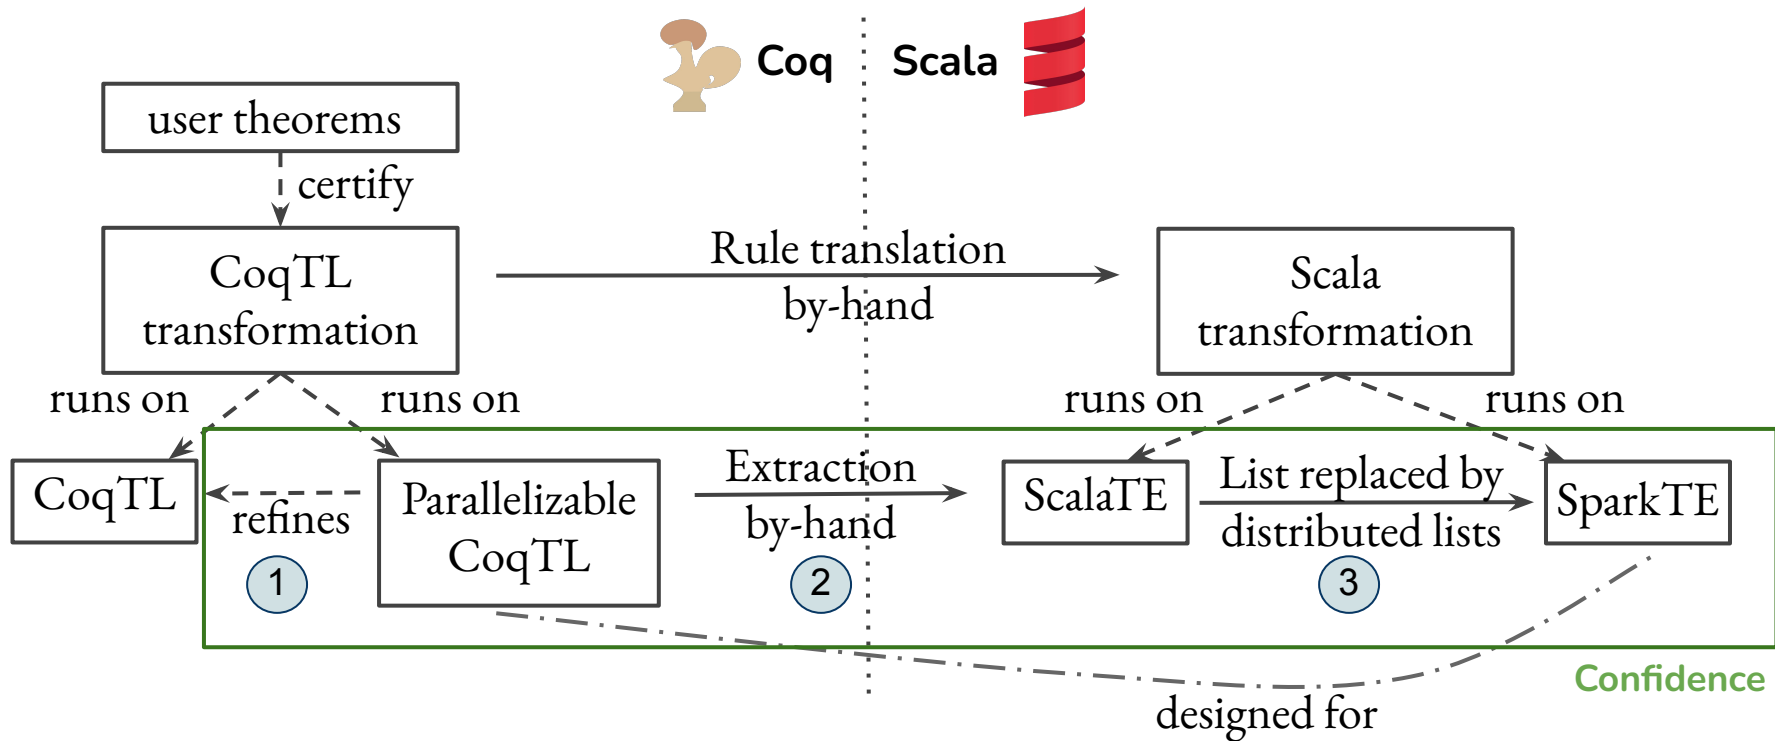 Coq
Scala
user theorems
certify
CoqTL
transformation
Rule translation
by-hand
Scala
transformation
runs on
runs on
runs on
runs on
CoqTL
refines
1
Parallelizable
CoqTL
Extraction
by-hand
2
ScalaTE
List replaced by
distributed lists
3
SparkTE
Confidence
designed for